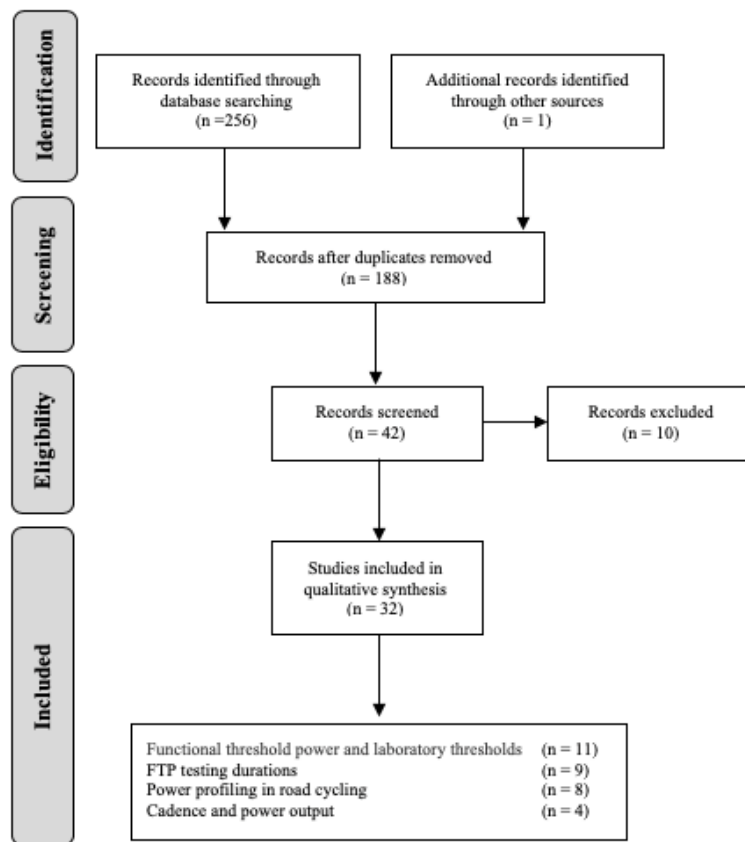 Identification
Records identified through
database searching
(n =256)
Additional records identified
through other sources
(n = 1)
Screening
Records after duplicates removed
(n = 188)
Eligibility
Records screened
(n = 42)
Records excluded
(n = 10)
Included
Studies included in
qualitative synthesis
(n = 32)
Functional threshold power and laboratory thresholds (n = 11)
FTP testing durations (n = 9)
Power profiling in road cycling (n = 8)
Cadence and power output (n = 4)